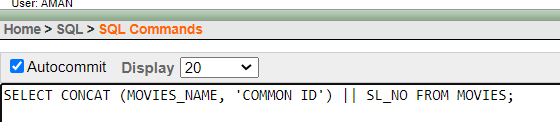 User: AMAN
Home > SQL > SQL Commands
Autocommit Display 20
SELECT CONCAT (MOVIES_NAME, 'COMMON ID') || SL_NO FROM MOVIES;